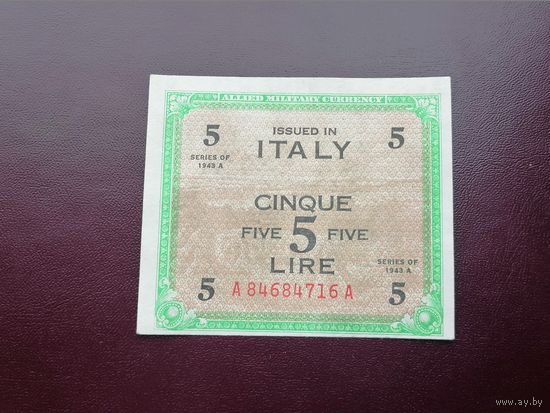 ALLIED MILITARY CURRENCY
5 ISSUED IN 5
SERIES OF
1943 A
ITALY
CINQUE
FIVE 5 FIVE
LIRE
SERIES OF
1943 A
5 A 84684716 A 5
www.ay.by